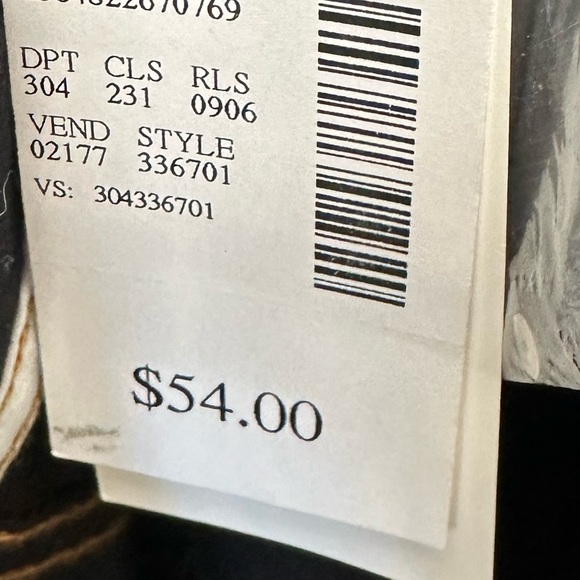 DPT CLS RLS
304 231 0906
VEND STYLE
02177 336701
VS: 304336701
$54.00